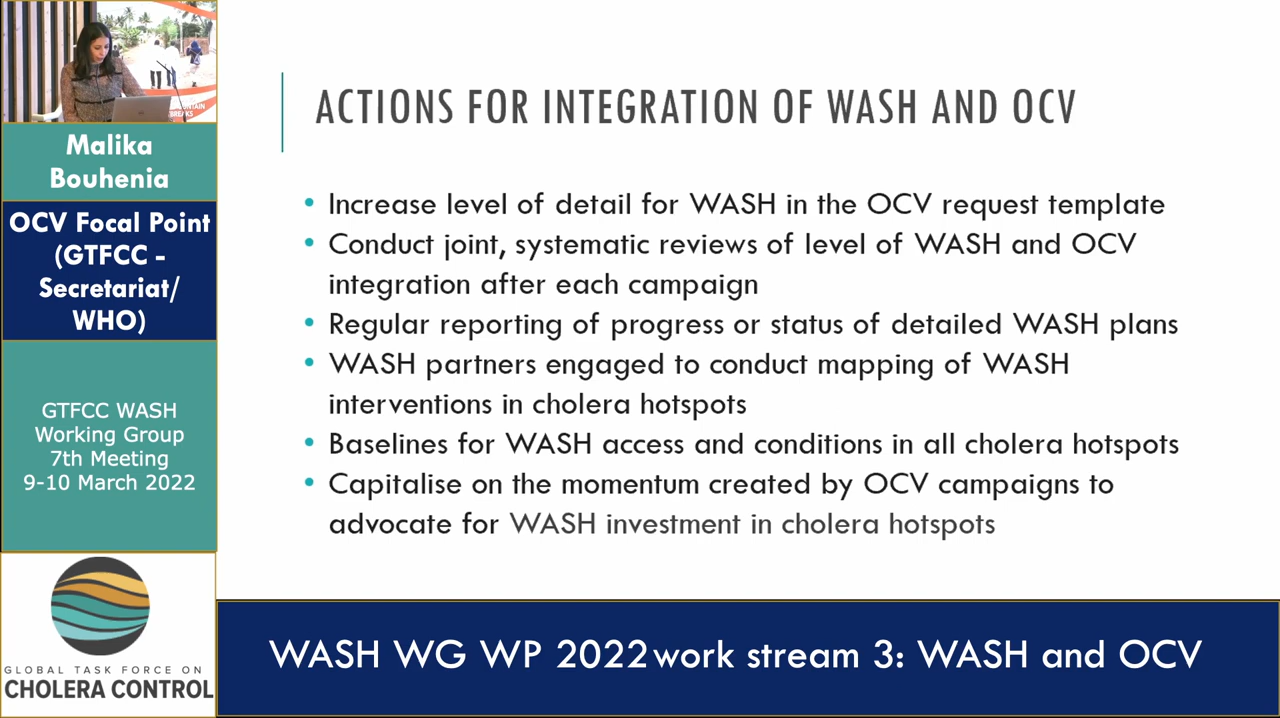 Malika
Bouhenia
OCV Focal Point
(GTFCC -
Secretariat/
WHO)
GTFCC WASH
Working Group
7th Meeting
9-10 March 2022
GLOBAL TASK FORCE ON
CHOLERA CONTROL
ACTIONS FOR INTEGRATION OF WASH AND OCV
• Increase level of detail for WASH in the OCV request template
• Conduct joint, systematic reviews of level of WASH and OCV
integration after each campaign
• Regular reporting of progress or status of detailed WASH plans
• WASH partners engaged to conduct mapping of WASH
interventions in cholera hotspots
• Baselines for WASH access and conditions in all cholera hotspots
• Capitalise on the momentum created by OCV campaigns to
advocate for WASH investment in cholera hotspots
WASH WG WP 2022 work stream 3: WASH and OCV